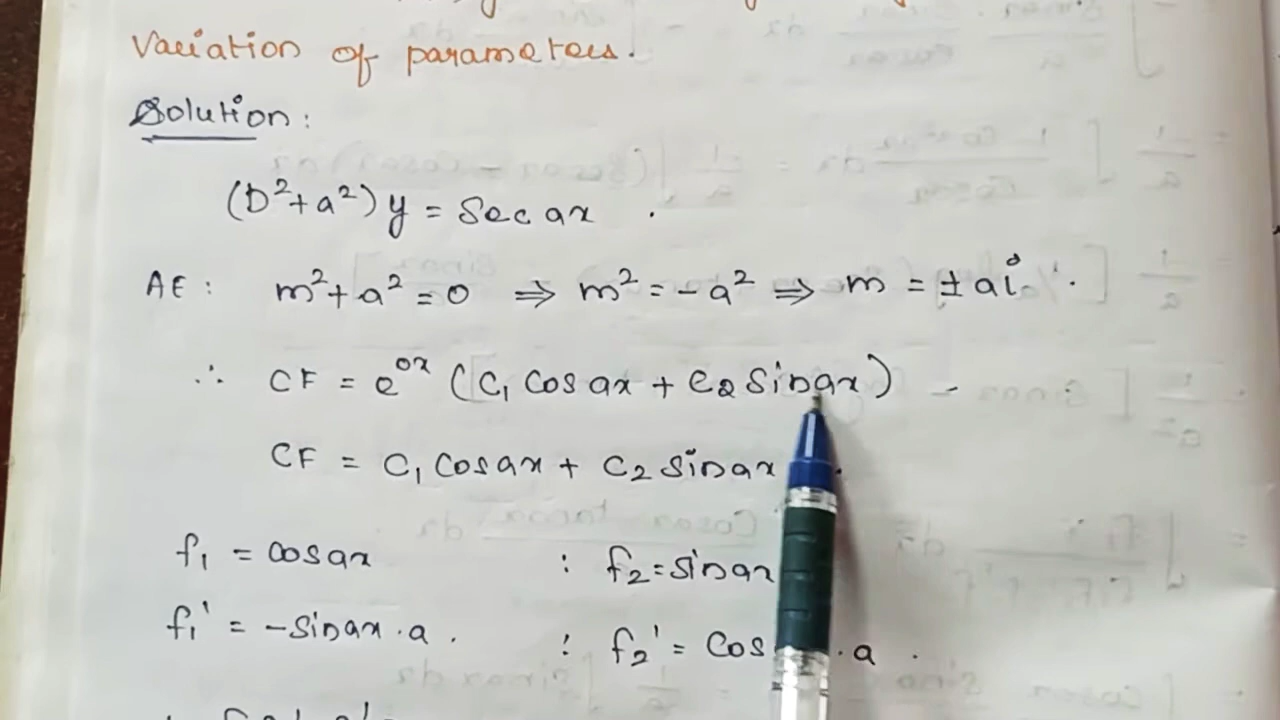 Variation of parameters.
Solution:
(D²+a²)y = Sec ax .
AE: m²+a² = 0 ⇒ m² = -a² ⇒ m = ±ai .
∴ CF = e^{0x} (C₁ Cos ax + C₂ Sin ax)
CF = C₁ Cos ax + C₂ Sin ax .
f₁ = cos ax : f₂ = sin ax
f₁' = -Sin ax · a . : f₂' = Cos · a .